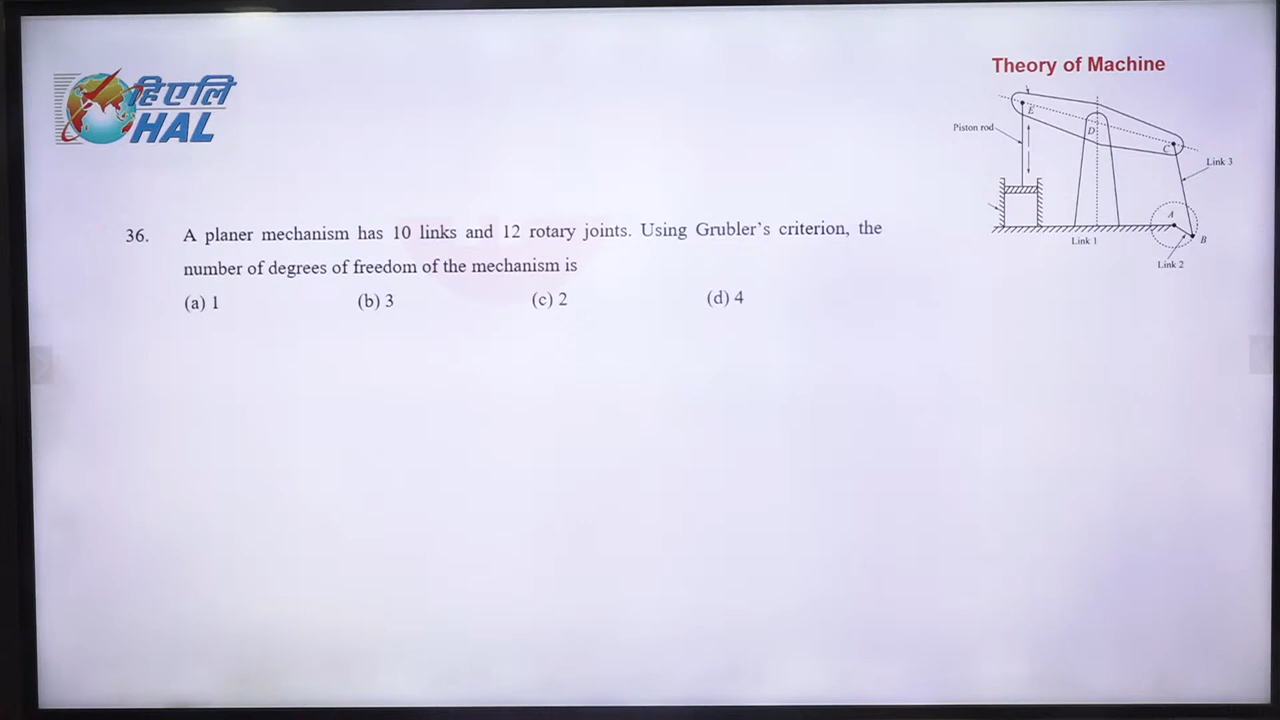 हिएलि
HAL
Theory of Machine
E
Piston rod
D
C
Link 3
A
Link 1
B
Link 2
36. A planer mechanism has 10 links and 12 rotary joints. Using Grubler’s criterion, the
number of degrees of freedom of the mechanism is
(a) 1 (b) 3 (c) 2 (d) 4